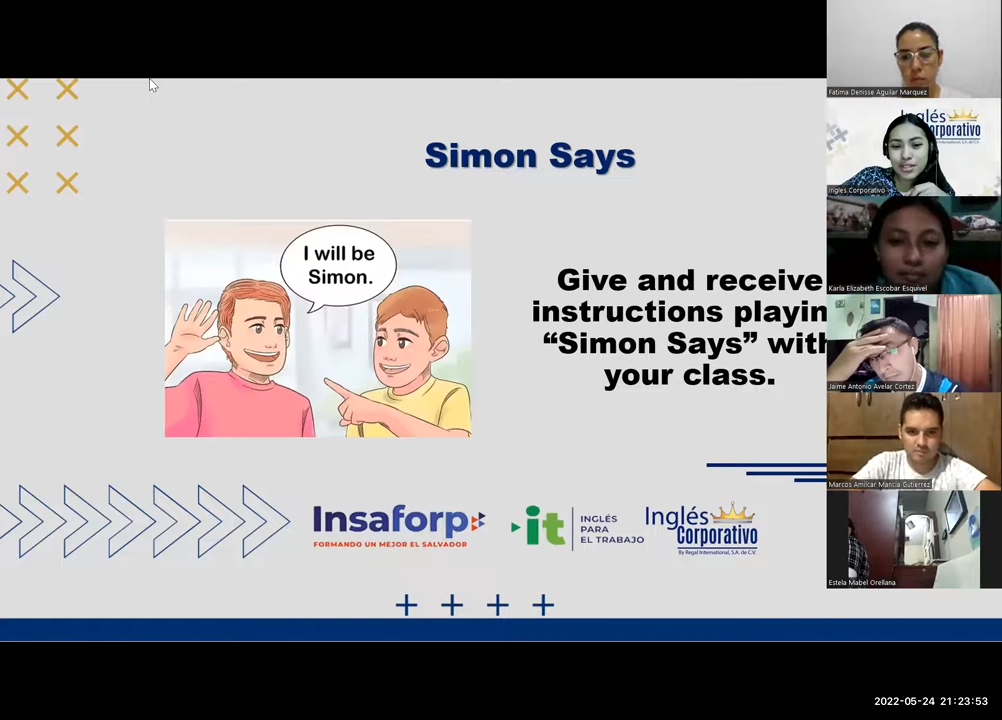 Simon Says
I will be
Simon.
Give and receive
instructions playin
“Simon Says” with
your class.
Insaforp
FORMANDO UN MEJOR EL SALVADOR
it
INGLÉS
PARA
EL TRABAJO
Inglés
Corporativo
By Regal International, S.A. de C.V.
Fatima Denisse Aguilar Marquez
Inglés
Corporativo
Ingles Corporativo
Karla Elizabeth Escobar Esquivel
Jaime Antonio Avelar Cortez
Marcos Amilcar Mancia Gutierrez
Estela Mabel Orellana
2022-05-24 21:23:53